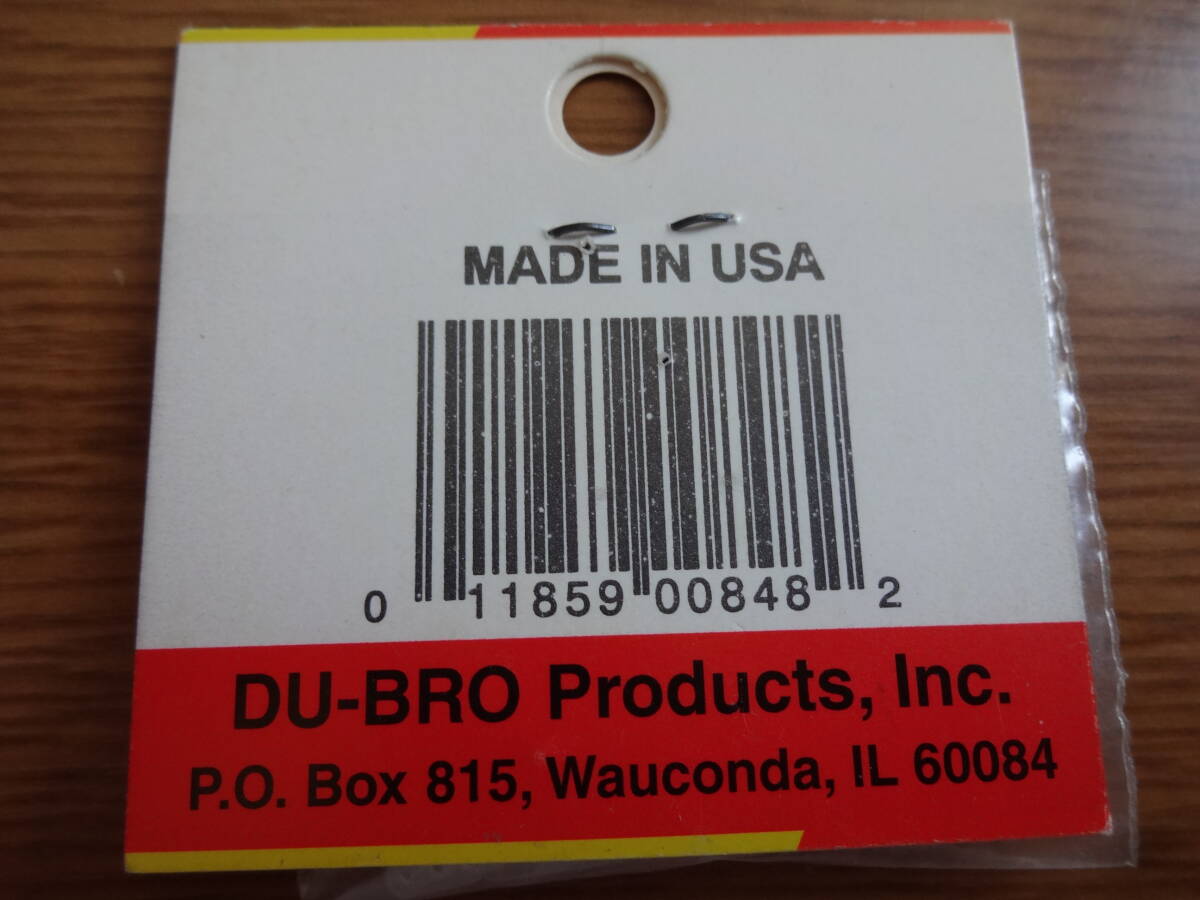 MADE IN USA
0 11859 00848 2
DU-BRO Products, Inc.
P.O. Box 815, Wauconda, IL 60084